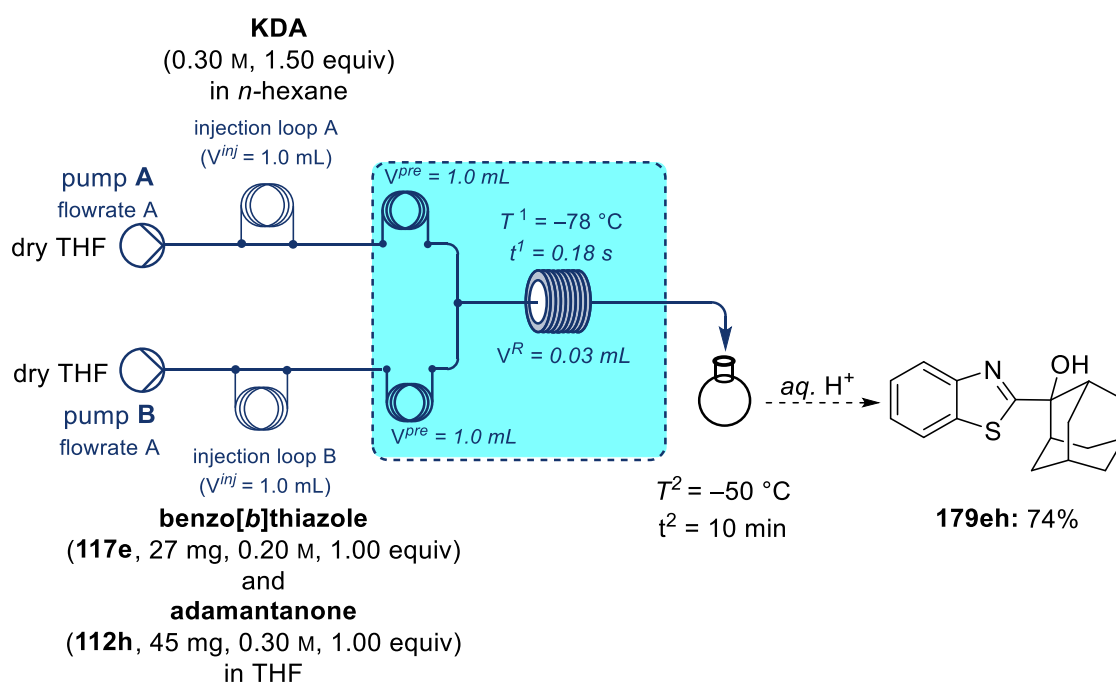 KDA
(0.30 M, 1.50 equiv)
in n-hexane
injection loop A
(V^inj = 1.0 mL)
pump A
flowrate A
dry THF
V^pre = 1.0 mL
T^1 = –78 °C
t^1 = 0.18 s
V^R = 0.03 mL
dry THF
pump B
flowrate A
V^pre = 1.0 mL
injection loop B
(V^inj = 1.0 mL)
benzo[b]thiazole
(117e, 27 mg, 0.20 M, 1.00 equiv)
and
adamantanone
(112h, 45 mg, 0.30 M, 1.00 equiv)
in THF
T^2 = –50 °C
t^2 = 10 min
aq. H^+
N
OH
S
179eh: 74%